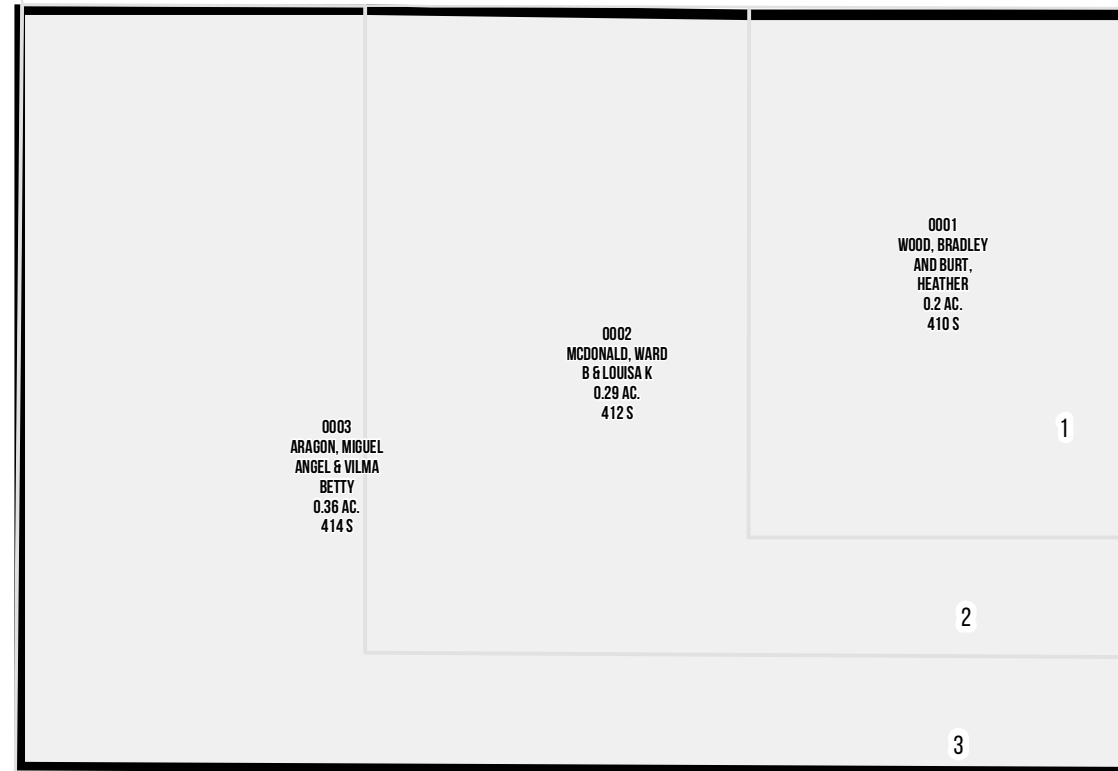 0001
WOOD, BRADLEY
AND BURT,
HEATHER
0.2 AC.
410 S
0002
MCDONALD, WARD
B & LOUISA K
0.29 AC.
412 S
0003
ARAGON, MIGUEL
ANGEL & VILMA
BETTY
0.36 AC.
414 S
1
2
3